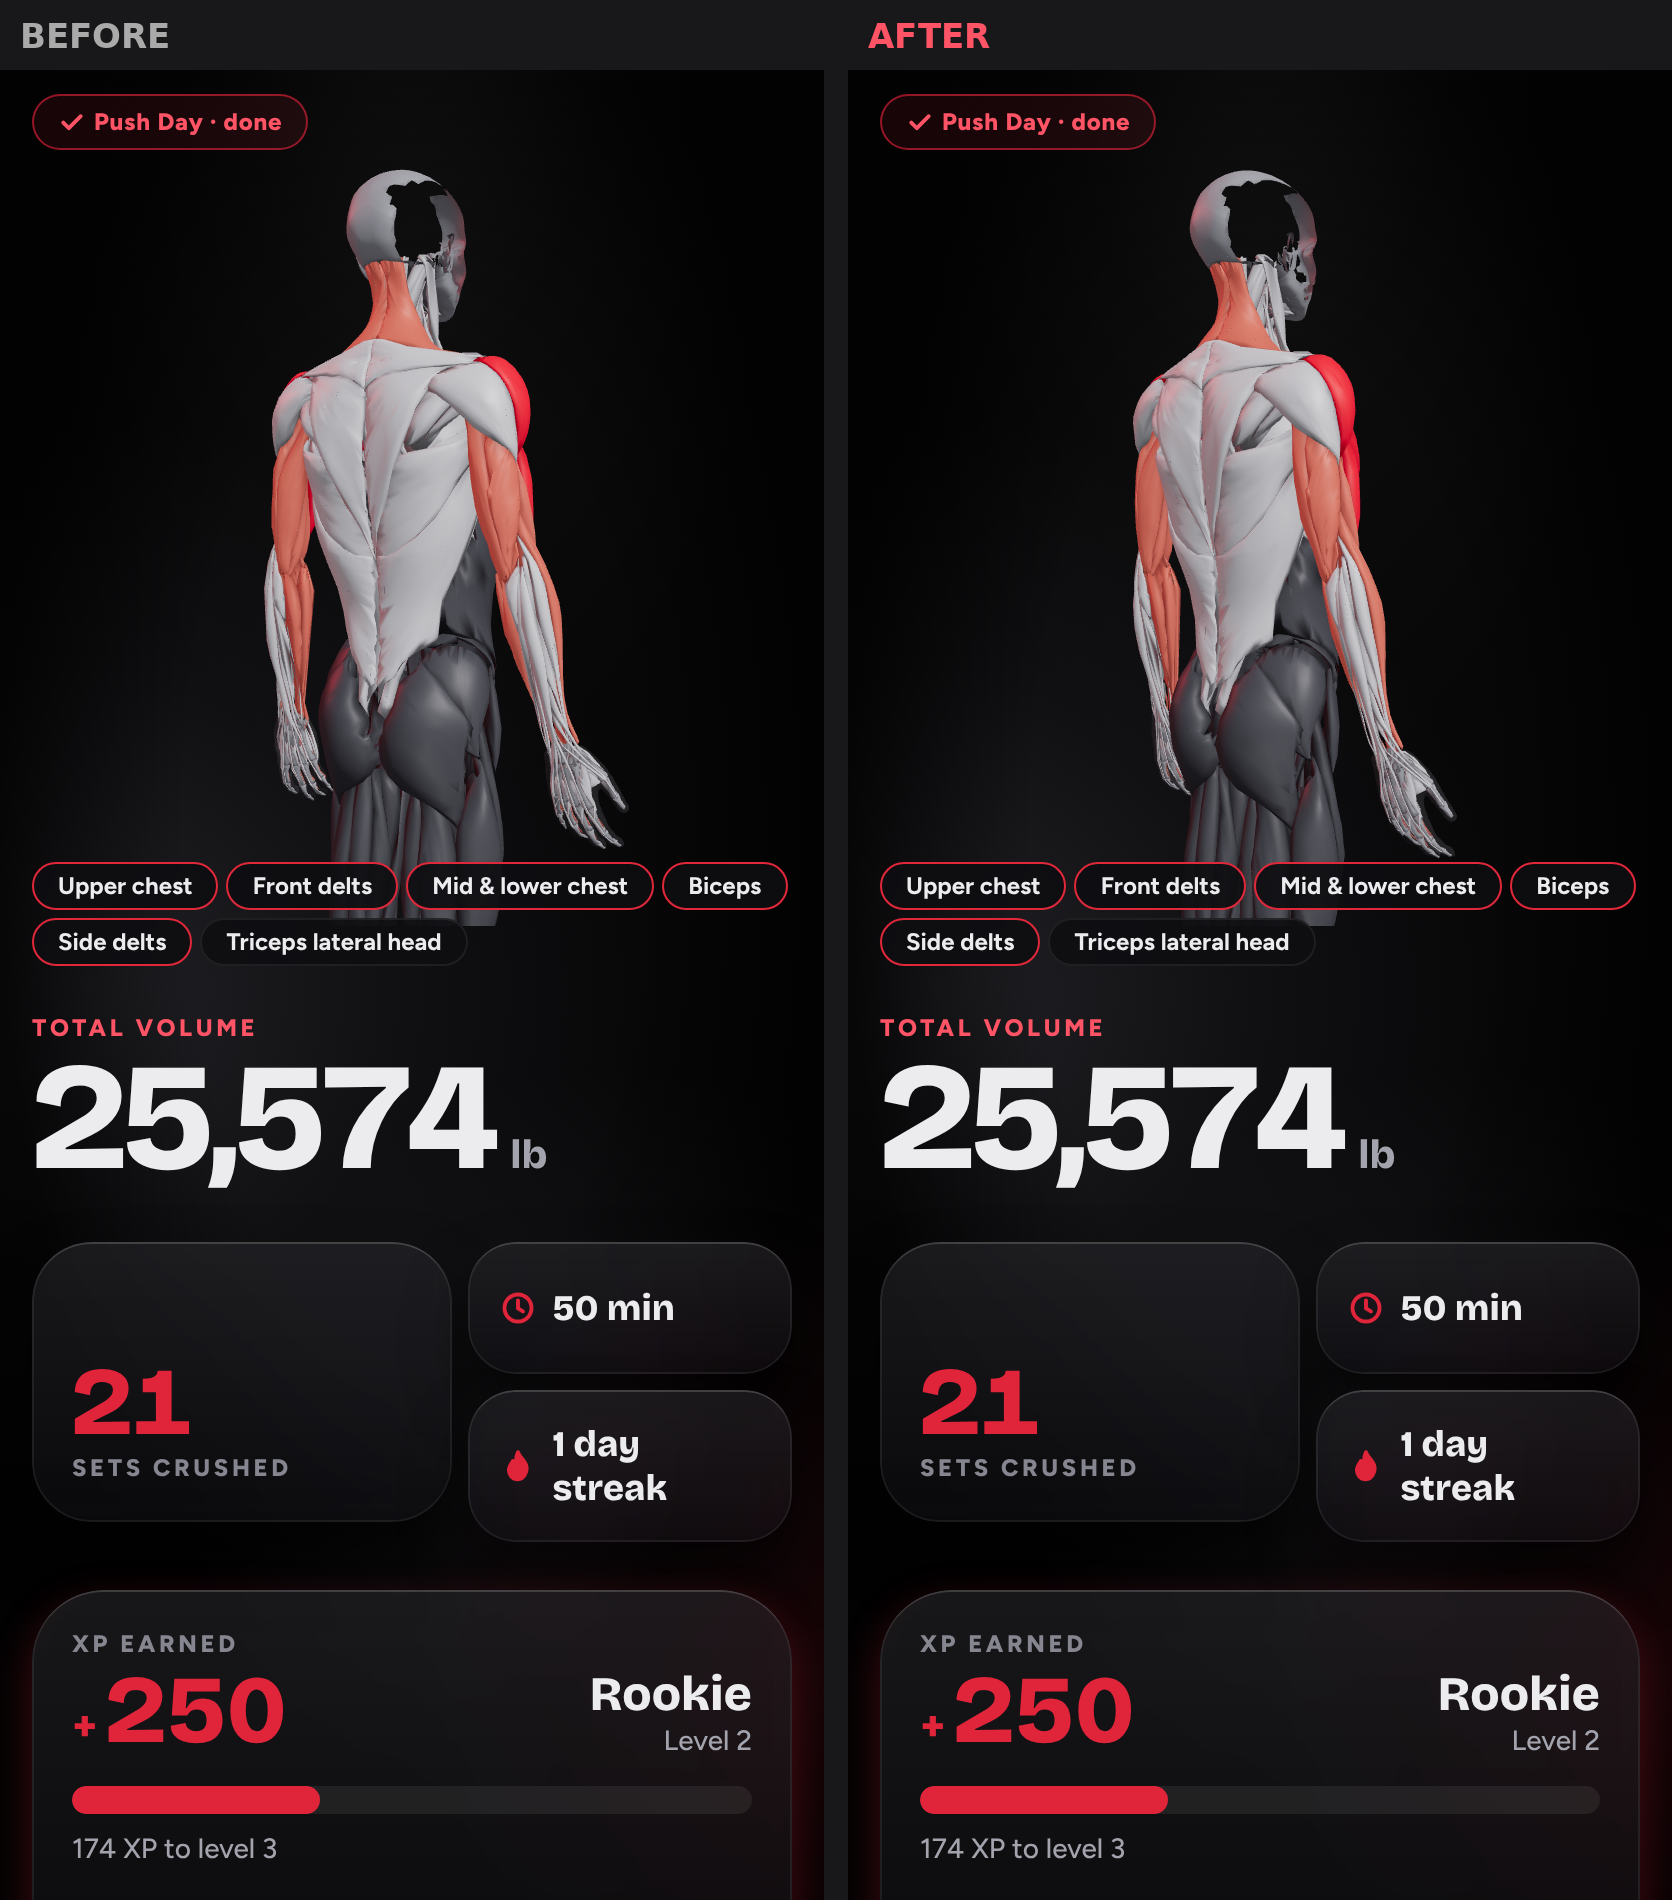 BEFORE
Push Day · done
Upper chest Front delts Mid & lower chest Biceps
Side delts Triceps lateral head
TOTAL VOLUME
25,574 lb
50 min
21
SETS CRUSHED
1 day
streak
XP EARNED
+250
Rookie
Level 2
174 XP to level 3
AFTER
Push Day · done
Upper chest Front delts Mid & lower chest Biceps
Side delts Triceps lateral head
TOTAL VOLUME
25,574 lb
50 min
21
SETS CRUSHED
1 day
streak
XP EARNED
+250
Rookie
Level 2
174 XP to level 3